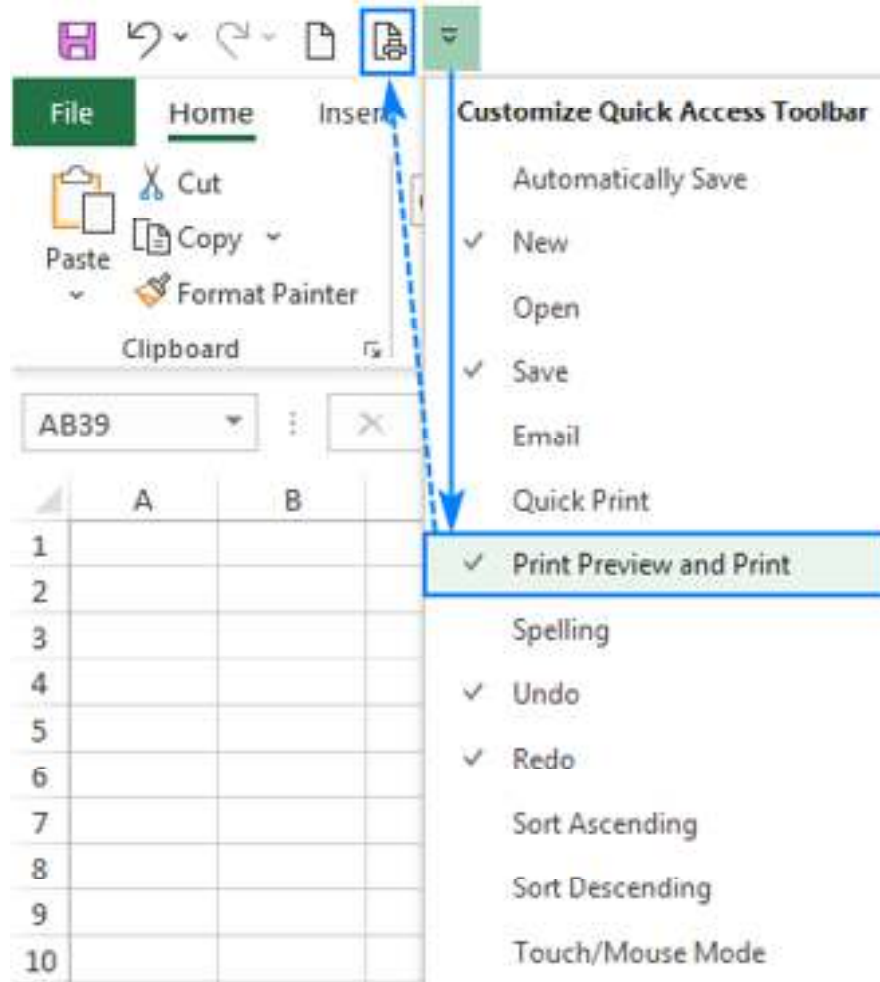 File Home Inser
Cut
Copy
Paste
Format Painter
Clipboard
AB39
A B
1
2
3
4
5
6
7
8
9
10
Customize Quick Access Toolbar
Automatically Save
New
Open
Save
Email
Quick Print
Print Preview and Print
Spelling
Undo
Redo
Sort Ascending
Sort Descending
Touch/Mouse Mode